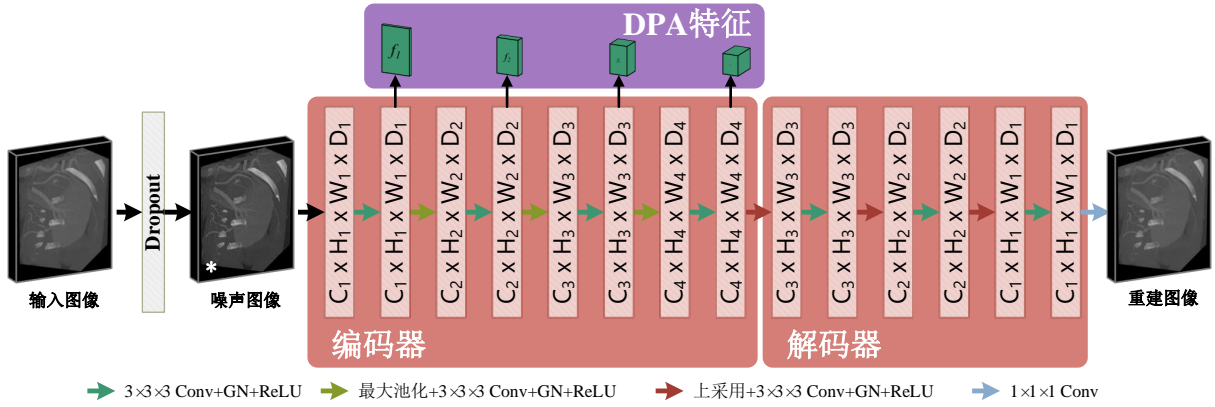 DPA特征
f₁
f₂
Dropout
*
输入图像
噪声图像
C₁ x H₁ x W₁ x D₁
C₁ x H₁ x W₁ x D₁
C₂ x H₂ x W₂ x D₂
C₂ x H₂ x W₂ x D₂
C₃ x H₃ x W₃ x D₃
C₃ x H₃ x W₃ x D₃
C₄ x H₄ x W₄ x D₄
C₄ x H₄ x W₄ x D₄
C₃ x H₃ x W₃ x D₃
C₃ x H₃ x W₃ x D₃
C₂ x H₂ x W₂ x D₂
C₂ x H₂ x W₂ x D₂
C₁ x H₁ x W₁ x D₁
C₁ x H₁ x W₁ x D₁
重建图像
编码器
解码器
3×3×3 Conv+GN+ReLU
最大池化+3×3×3 Conv+GN+ReLU
上采用+3×3×3 Conv+GN+ReLU
1×1×1 Conv